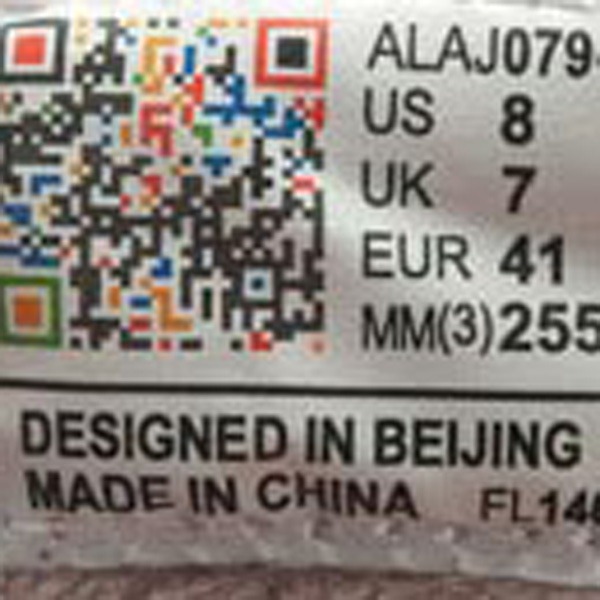 ALAJ079-
US 8
UK 7
EUR 41
MM(3) 255
DESIGNED IN BEIJING
MADE IN CHINA FL14